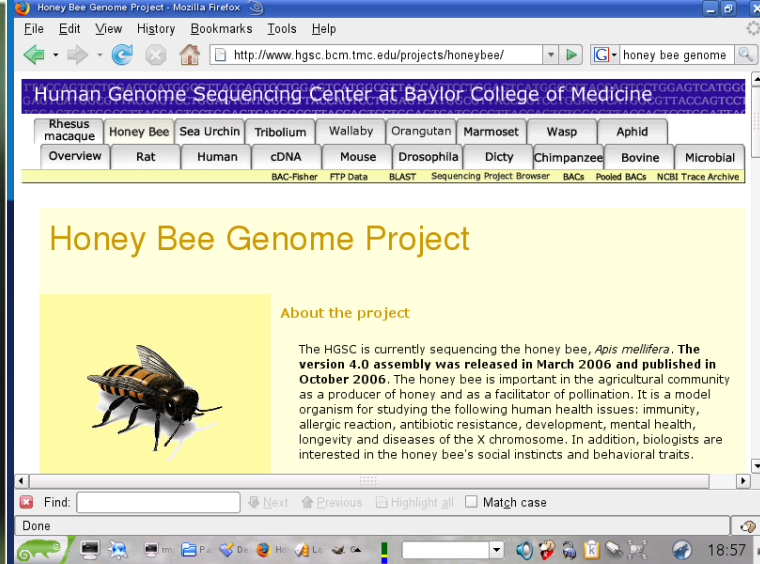 Honey Bee Genome Project - Mozilla Firefox
File Edit View History Bookmarks Tools Help
http://www.hgsc.bcm.tmc.edu/projects/honeybee/ G honey bee genome
Human Genome Sequencing Center at Baylor College of Medicine
Rhesus macaque Honey Bee Sea Urchin Tribolium Wallaby Orangutan Marmoset Wasp Aphid
Overview Rat Human cDNA Mouse Drosophila Dicty Chimpanzee Bovine Microbial
BAC-Fisher FTP Data BLAST Sequencing Project Browser BACs Pooled BACs NCBI Trace Archive
Honey Bee Genome Project
About the project
The HGSC is currently sequencing the honey bee, Apis mellifera. The
version 4.0 assembly was released in March 2006 and published in
October 2006. The honey bee is important in the agricultural community
as a producer of honey and as a facilitator of pollination. It is a model
organism for studying the following human health issues: immunity,
allergic reaction, antibiotic resistance, development, mental health,
longevity and diseases of the X chromosome. In addition, biologists are
interested in the honey bee's social instincts and behavioral traits.
Find: Next Previous Highlight all Match case
Done
18:57